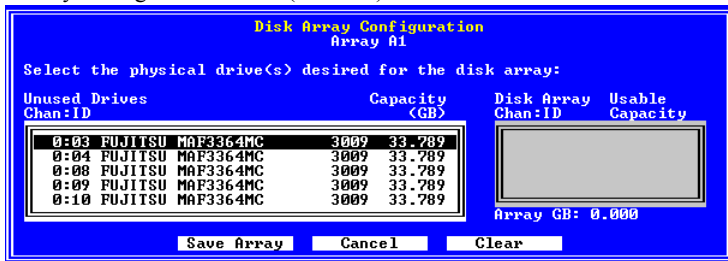 Disk Array Configuration
Array A1
Select the physical drive(s) desired for the disk array:
Unused Drives Capacity Disk Array Usable
Chan:ID (GB) Chan:ID Capacity
0:03 FUJITSU MAF3364MC 3009 33.789
0:04 FUJITSU MAF3364MC 3009 33.789
0:08 FUJITSU MAF3364MC 3009 33.789
0:09 FUJITSU MAF3364MC 3009 33.789
0:10 FUJITSU MAF3364MC 3009 33.789
Array GB: 0.000
Save Array Cancel Clear